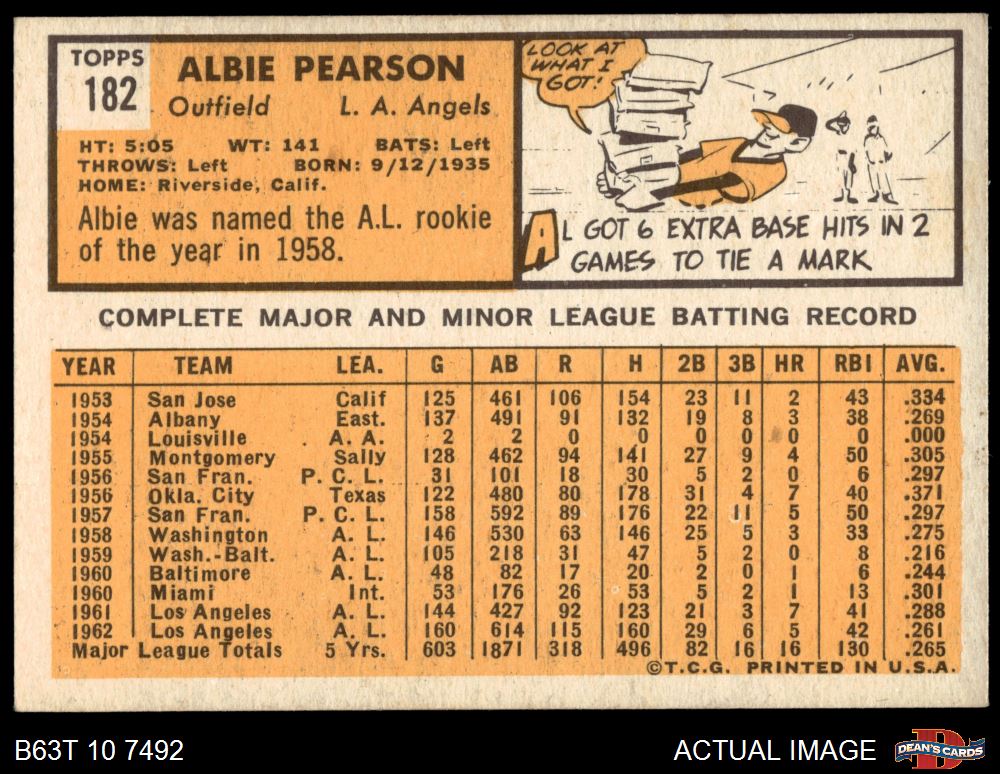 TOPPS
182
ALBIE PEARSON
Outfield L. A. Angels
HT: 5:05 WT: 141 BATS: Left
THROWS: Left BORN: 9/12/1935
HOME: Riverside, Calif.
Albie was named the A.L. rookie
of the year in 1958.
LOOK AT
WHAT I
GOT!
AL GOT 6 EXTRA BASE HITS IN 2
GAMES TO TIE A MARK
COMPLETE MAJOR AND MINOR LEAGUE BATTING RECORD
YEAR TEAM LEA. G AB R H 2B 3B HR RBI AVG.
1953 San Jose Calif 125 461 106 154 23 11 2 43 .334
1954 Albany East. 137 491 91 132 19 8 3 38 .269
1954 Louisville A. A. 2 2 0 0 0 0 0 0 .000
1955 Montgomery Sally 128 462 94 141 27 9 4 50 .305
1956 San Fran. P. C. L. 31 101 18 30 5 2 0 6 .297
1956 Okla. City Texas 122 480 80 178 31 4 7 40 .371
1957 San Fran. P. C. L. 158 592 89 176 22 11 5 50 .297
1958 Washington A. L. 146 530 63 146 25 5 3 33 .275
1959 Wash.-Balt. A. L. 105 218 31 47 5 2 0 8 .216
1960 Baltimore A. L. 48 82 17 20 2 0 1 6 .244
1960 Miami Int. 53 176 26 53 5 2 1 13 .301
1961 Los Angeles A. L. 144 427 92 123 21 3 7 41 .288
1962 Los Angeles A. L. 160 614 115 160 29 6 5 42 .261
Major League Totals 5 Yrs. 603 1871 318 496 82 16 16 130 .265
©T.C.G. PRINTED IN U.S.A.
B63T 10 7492 ACTUAL IMAGE DEAN'S CARDS